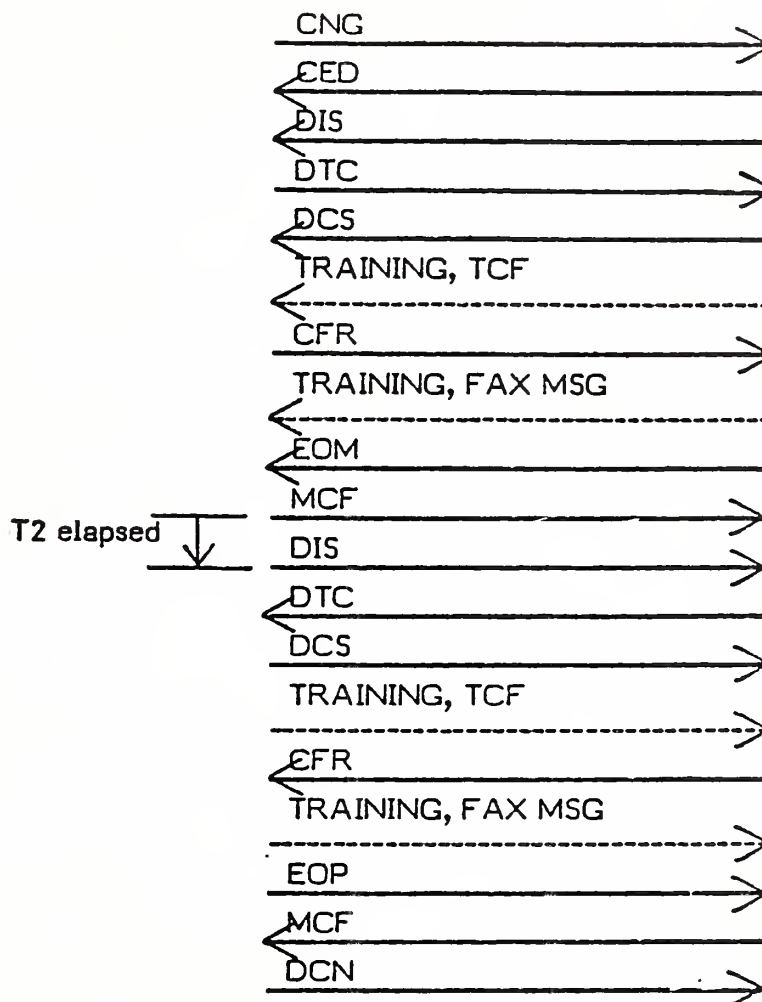 CNG
CED
DIS
DTC
DCS
TRAINING, TCF
CFR
TRAINING, FAX MSG
EOM
MCF
T2 elapsed
DIS
DTC
DCS
TRAINING, TCF
CFR
TRAINING, FAX MSG
EOP
MCF
DCN